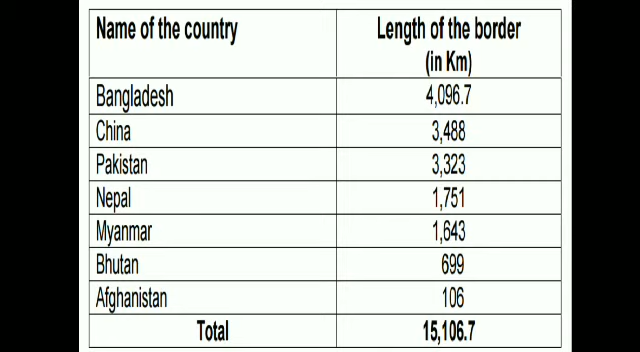 Name of the country Length of the border
(in Km)
Bangladesh 4,096.7
China 3,488
Pakistan 3,323
Nepal 1,751
Myanmar 1,643
Bhutan 699
Afghanistan 106
Total 15,106.7